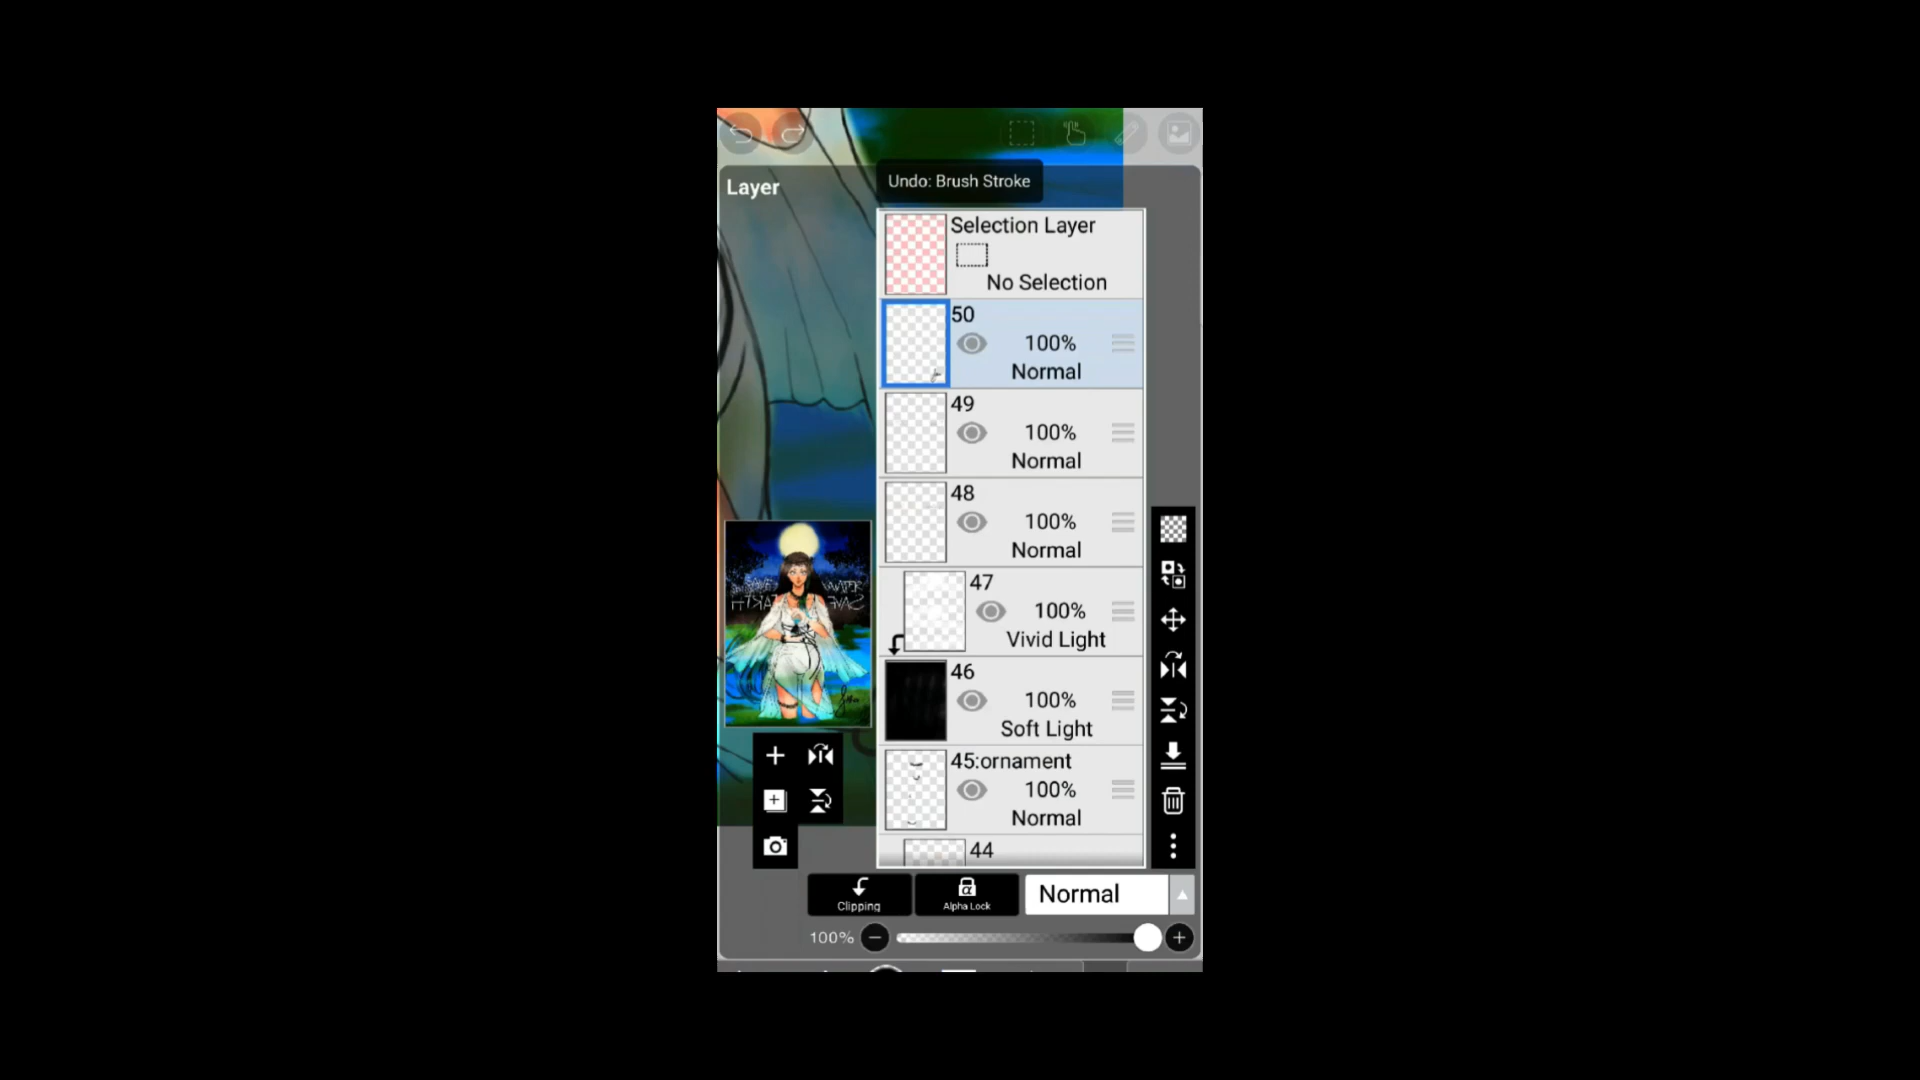 Undo: Brush Stroke
Layer
Selection Layer
No Selection
50
100%
Normal
49
100%
Normal
48
100%
Normal
47
100%
Vivid Light
46
100%
Soft Light
45:ornament
100%
Normal
44
Clipping
Alpha Lock
Normal
100%